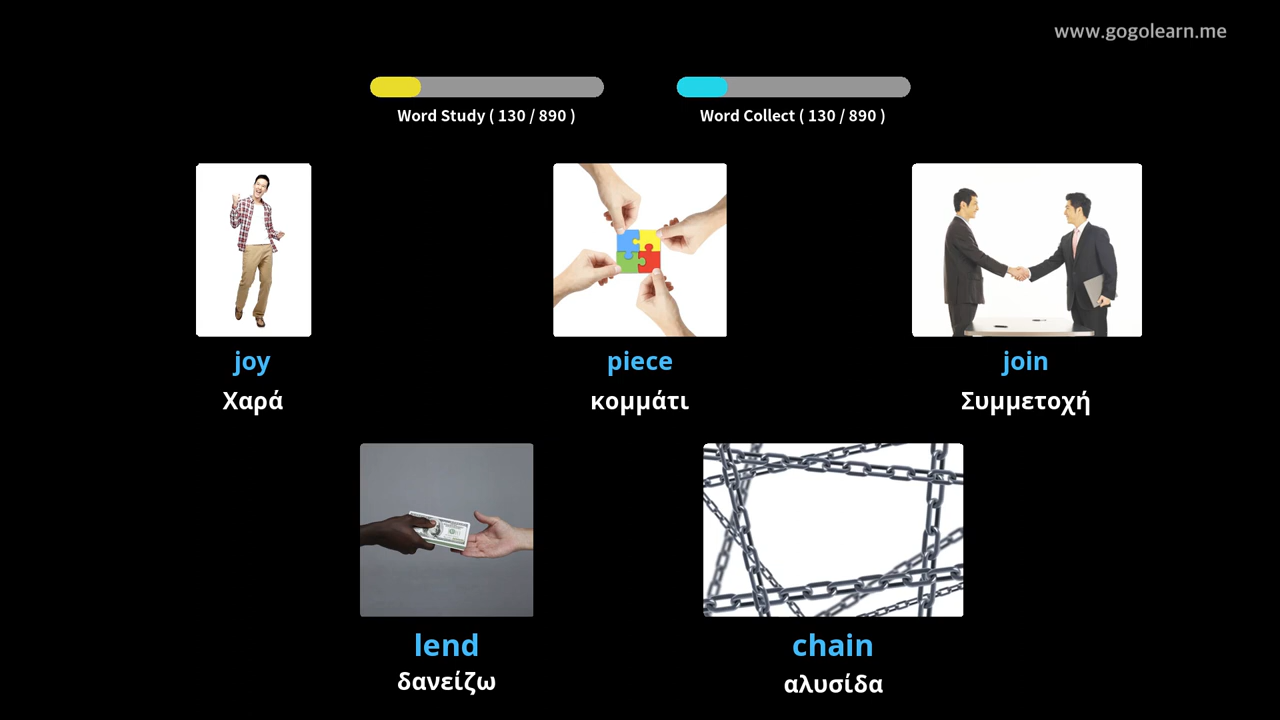 www.gogolearn.me
Word Study ( 130 / 890 )
Word Collect ( 130 / 890 )
joy
Χαρά
piece
κομμάτι
join
Συμμετοχή
lend
δανείζω
chain
αλυσίδα